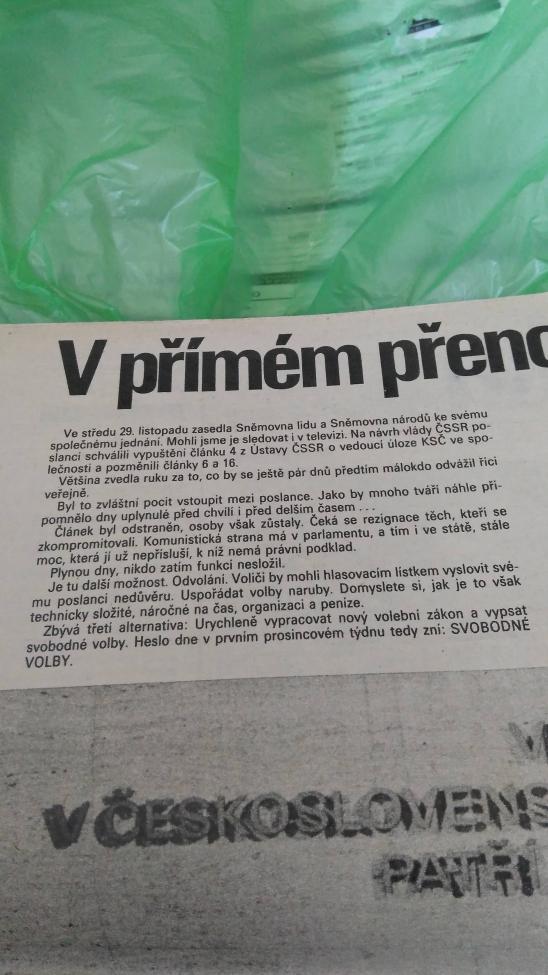 V přímém
Ve středu 29. listopadu zasedla Sněmovna lidu a Sněmovna národů ke svému
společnému jednání. Mohli jsme je sledovat i v televizi. Na návrh vlády ČSSR po-
slanci schválili vypuštění článku 4 z Ústavy ČSSR o vedoucí úloze KSČ ve spo-
lečnosti a pozměnili články 6 a 16.
Většina zvedla ruku za to, co by se ještě pár dnů předtím málokdo odvážil říci
veřejně.
Byl to zvláštní pocit vstoupit mezi poslance. Jako by mnoho tváří náhle při-
pomnělo dny uplynulé před chvílí i před delším časem ...
Článek byl odstraněn, osoby však zůstaly. Čeká se rezignace těch, kteří se
zkompromitovali. Komunistická strana má v parlamentu, a tím i ve státě, stále
moc, která jí už nepřísluší, k níž nemá právní podklad.
Plynou dny, nikdo zatím funkci nesložil.
Je tu další možnost. Odvolání. Voliči by mohli hlasovacím lístkem vyslovit své-
mu poslanci nedůvěru. Uspořádat volby naruby. Domyslete si, jak je to však
technicky složité, náročné na čas, organizaci a peníze.
Zbývá třetí alternativa: Urychleně vypracovat nový volební zákon a vypsat
svobodné volby. Heslo dne v prvním prosincovém týdnu tedy zní: SVOBODNÉ
VOLBY.
V ČESKOSLOVENS
PATŘÍ